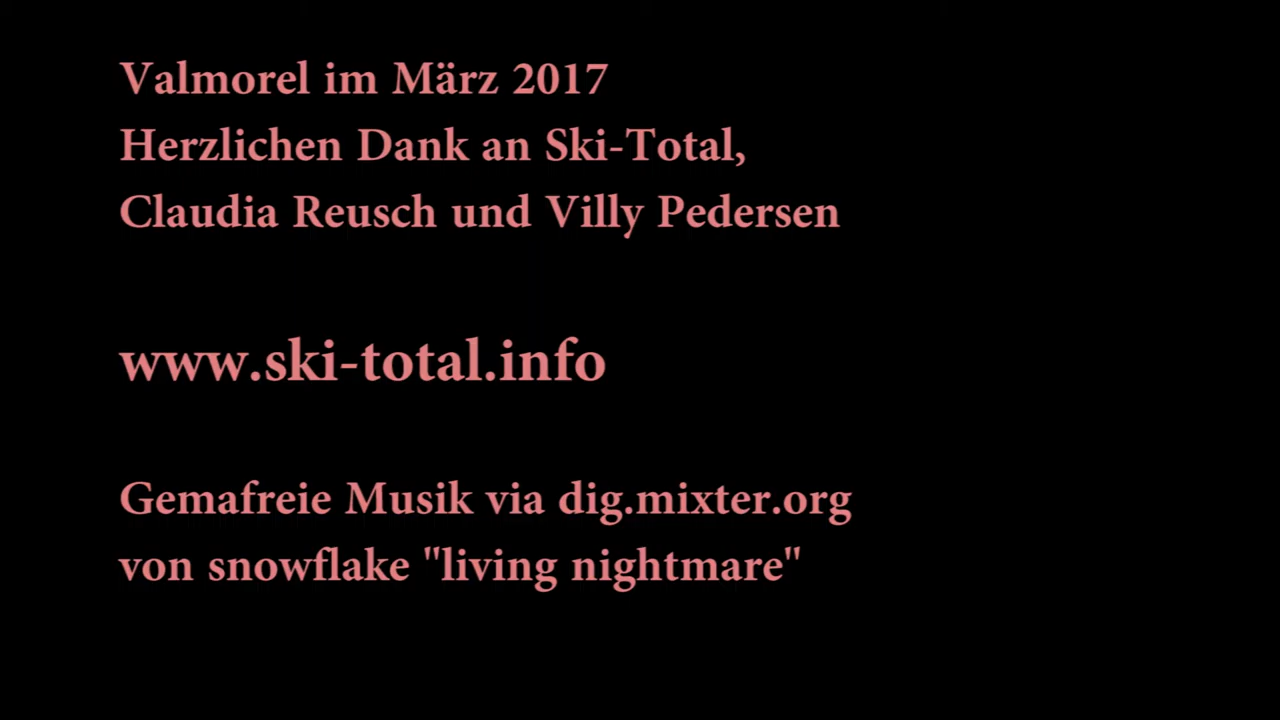 Valmorel im März 2017
Herzlichen Dank an Ski-Total,
Claudia Reusch und Villy Pedersen
www.ski-total.info
Gemafreie Musik via dig.mixter.org
von snowflake "living nightmare"